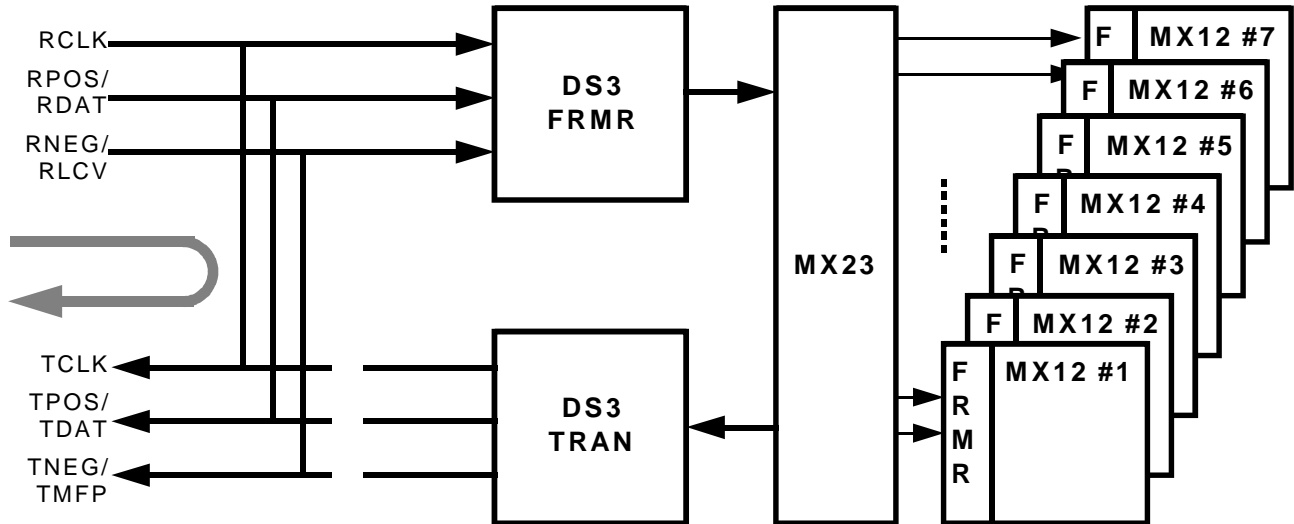 RCLK
RPOS/
RDAT
RNEG/
RLCV
DS3
FRMR
MX23
F
MX12 #7
F
MX12 #6
F
MX12 #5
F
MX12 #4
F
MX12 #3
F
MX12 #2
F
R
M
R
MX12 #1
TCLK
TPOS/
TDAT
TNEG/
TMFP
DS3
TRAN